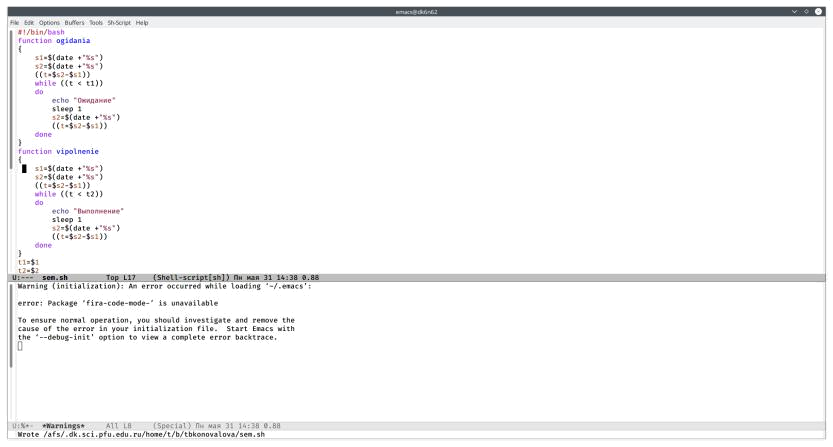 emacs@dk6n62
File Edit Options Buffers Tools Sh-Script Help
#!/bin/bash
function ogidania
{
    s1=$(date +"%s")
    s2=$(date +"%s")
    ((t=$s2-$s1))
    while ((t < t1))
    do
        echo "Ожидание"
        sleep 1
        s2=$(date +"%s")
        ((t=$s2-$s1))
    done
}
function vipolnenie
{
    s1=$(date +"%s")
    s2=$(date +"%s")
    ((t=$s2-$s1))
    while ((t < t2))
    do
        echo "Выполнение"
        sleep 1
        s2=$(date +"%s")
        ((t=$s2-$s1))
    done
}
t1=$1
t2=$2
U:--- sem.sh Top L17 (Shell-script[sh]) Пн мая 31 14:38 0.88
Warning (initialization): An error occurred while loading ‘~/.emacs’:
error: Package ‘fira-code-mode-’ is unavailable
To ensure normal operation, you should investigate and remove the
cause of the error in your initialization file. Start Emacs with
the ‘--debug-init’ option to view a complete error backtrace.
U:%*- *Warnings* All L8 (Special) Пн мая 31 14:38 0.88
Wrote /afs/.dk.sci.pfu.edu.ru/home/t/b/tbkonovalova/sem.sh